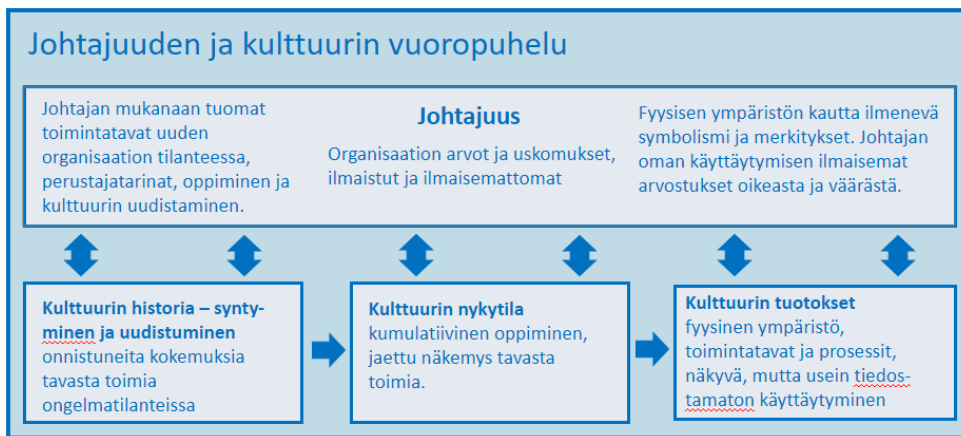 Johtajuuden ja kulttuurin vuoropuhelu
Johtajan mukanaan tuomat
toimintatavat uuden
organisaation tilanteessa,
perustajatarinat, oppiminen ja
kulttuurin uudistaminen.
Johtajuus
Organisaation arvot ja uskomukset,
ilmaistut ja ilmaisemattomat
Fyysisen ympäristön kautta ilmenevä
symbolismi ja merkitykset. Johtajan
oman käyttäytymisen ilmaisemat
arvostukset oikeasta ja väärästä.
Kulttuurin historia – synty-
minen ja uudistuminen
onnistuneita kokemuksia
tavasta toimia
ongelmatilanteissa
Kulttuurin nykytila
kumulatiivinen oppiminen,
jaettu näkemys tavasta
toimia.
Kulttuurin tuotokset
fyysinen ympäristö,
toimintatavat ja prosessit,
näkyvä, mutta usein tiedos-
tamaton käyttäytyminen